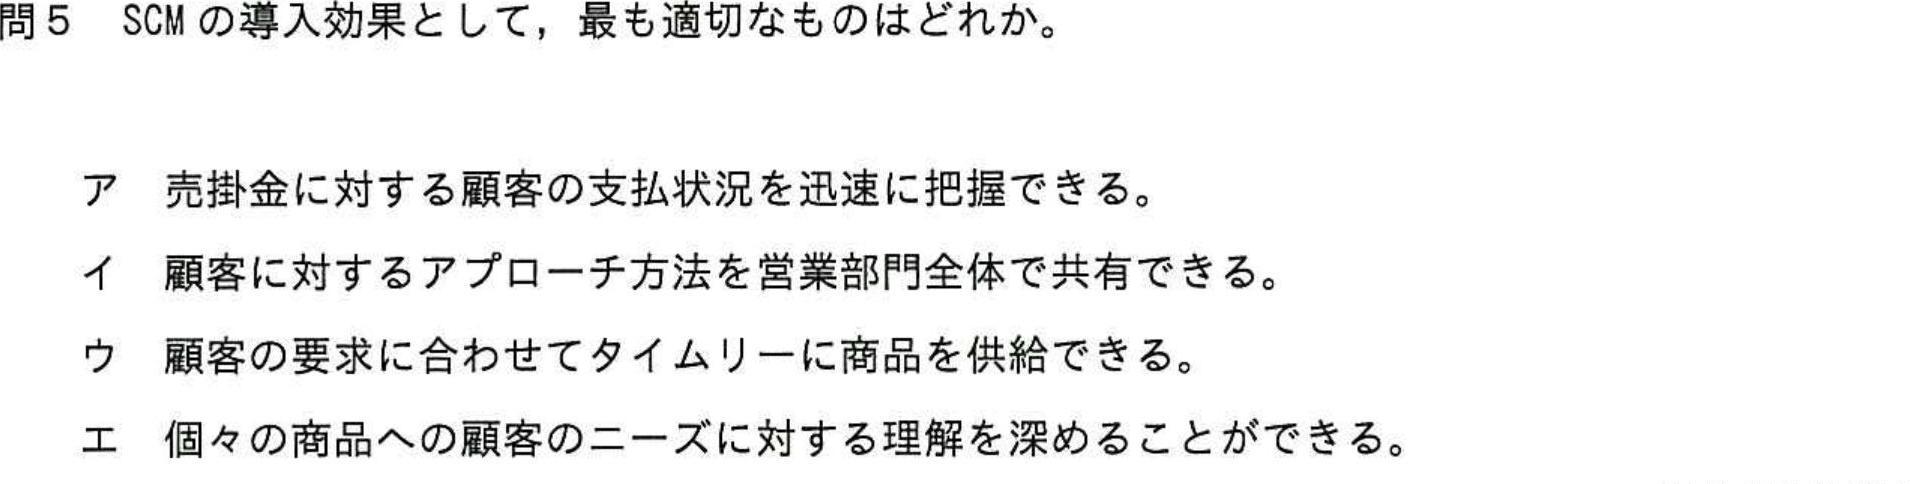 問５　SCM の導入効果として，最も適切なものはどれか。
ア　売掛金に対する顧客の支払状況を迅速に把握できる。
イ　顧客に対するアプローチ方法を営業部門全体で共有できる。
ウ　顧客の要求に合わせてタイムリーに商品を供給できる。
エ　個々の商品への顧客のニーズに対する理解を深めることができる。